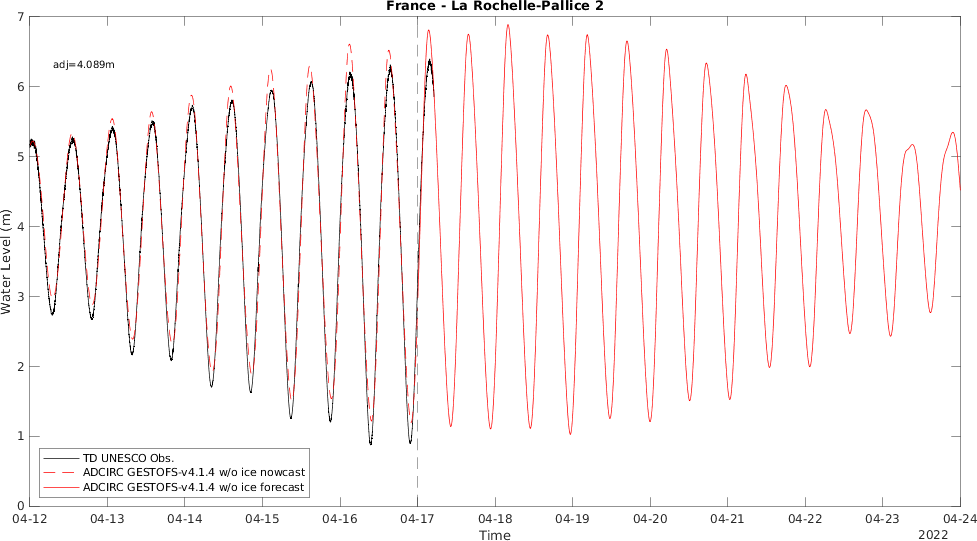 France - La Rochelle-Pallice 2
7
6
5
4
3
2
1
0
Water Level (m)
adj=4.089m
TD UNESCO Obs.
ADCIRC GESTOFS-v4.1.4 w/o ice nowcast
ADCIRC GESTOFS-v4.1.4 w/o ice forecast
04-12 04-13 04-14 04-15 04-16 04-17 04-18 04-19 04-20 04-21 04-22 04-23 04-24
Time
2022